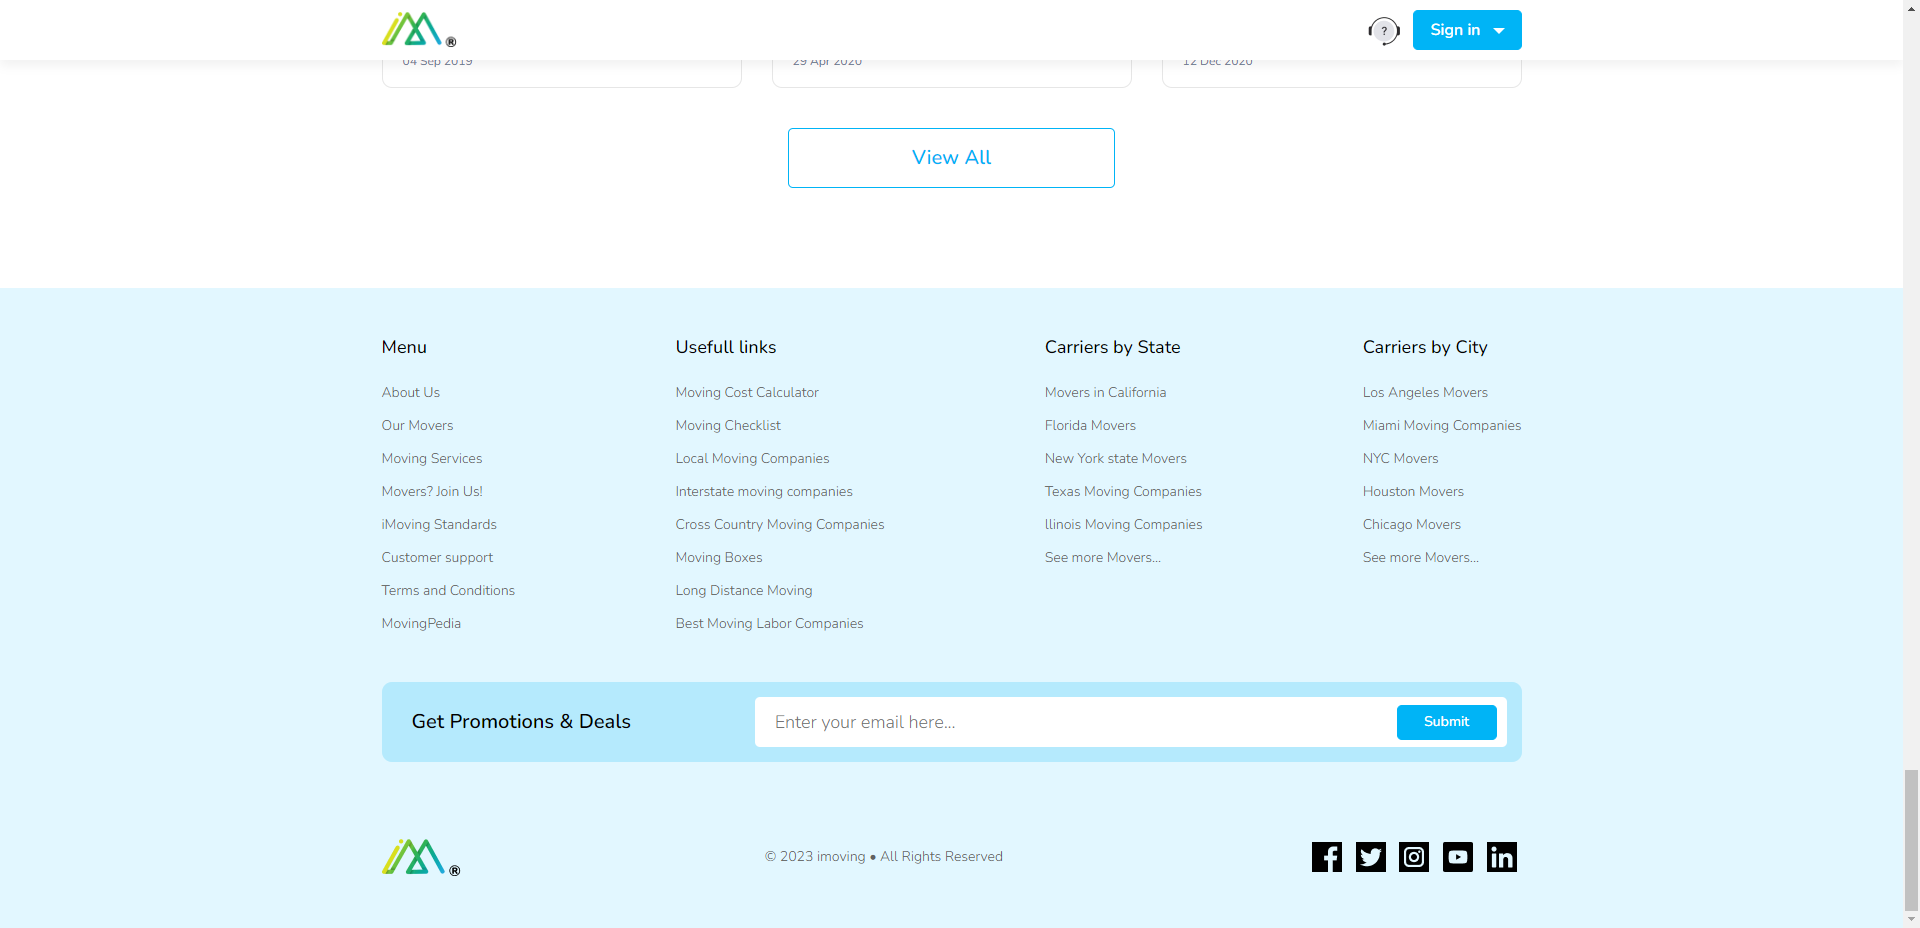 iM®
?
Sign in
04 Sep 2019
29 Apr 2020
12 Dec 2020
View All
Menu
About Us
Our Movers
Moving Services
Movers? Join Us!
iMoving Standards
Customer support
Terms and Conditions
MovingPedia
Usefull links
Moving Cost Calculator
Moving Checklist
Local Moving Companies
Interstate moving companies
Cross Country Moving Companies
Moving Boxes
Long Distance Moving
Best Moving Labor Companies
Carriers by State
Movers in California
Florida Movers
New York state Movers
Texas Moving Companies
llinois Moving Companies
See more Movers...
Carriers by City
Los Angeles Movers
Miami Moving Companies
NYC Movers
Houston Movers
Chicago Movers
See more Movers...
Get Promotions & Deals
Enter your email here...
Submit
iM®
© 2023 imoving • All Rights Reserved